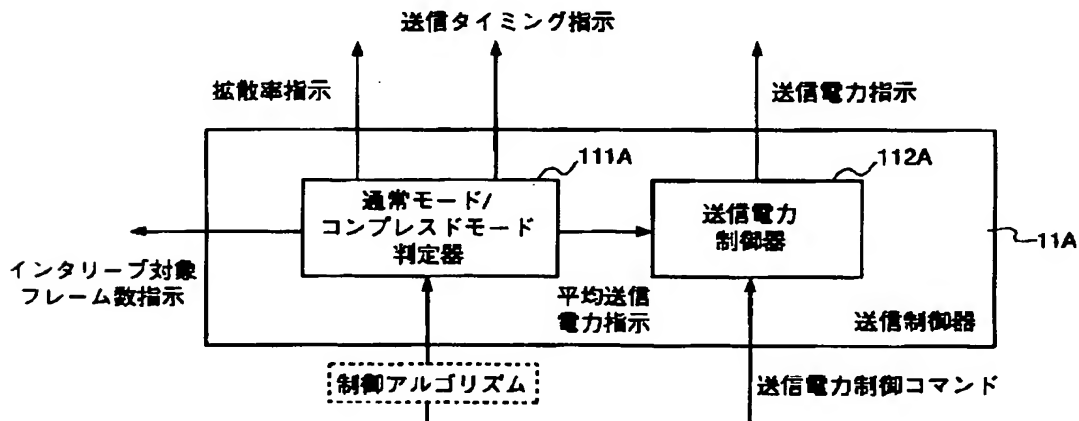 送信タイミング指示
拡散率指示
送信電力指示
111A
112A
通常モード/
コンプレスドモード
判定器
送信電力
制御器
11A
インタリーブ対象
フレーム数指示
平均送信
電力指示
送信制御器
制御アルゴリズム
送信電力制御コマンド